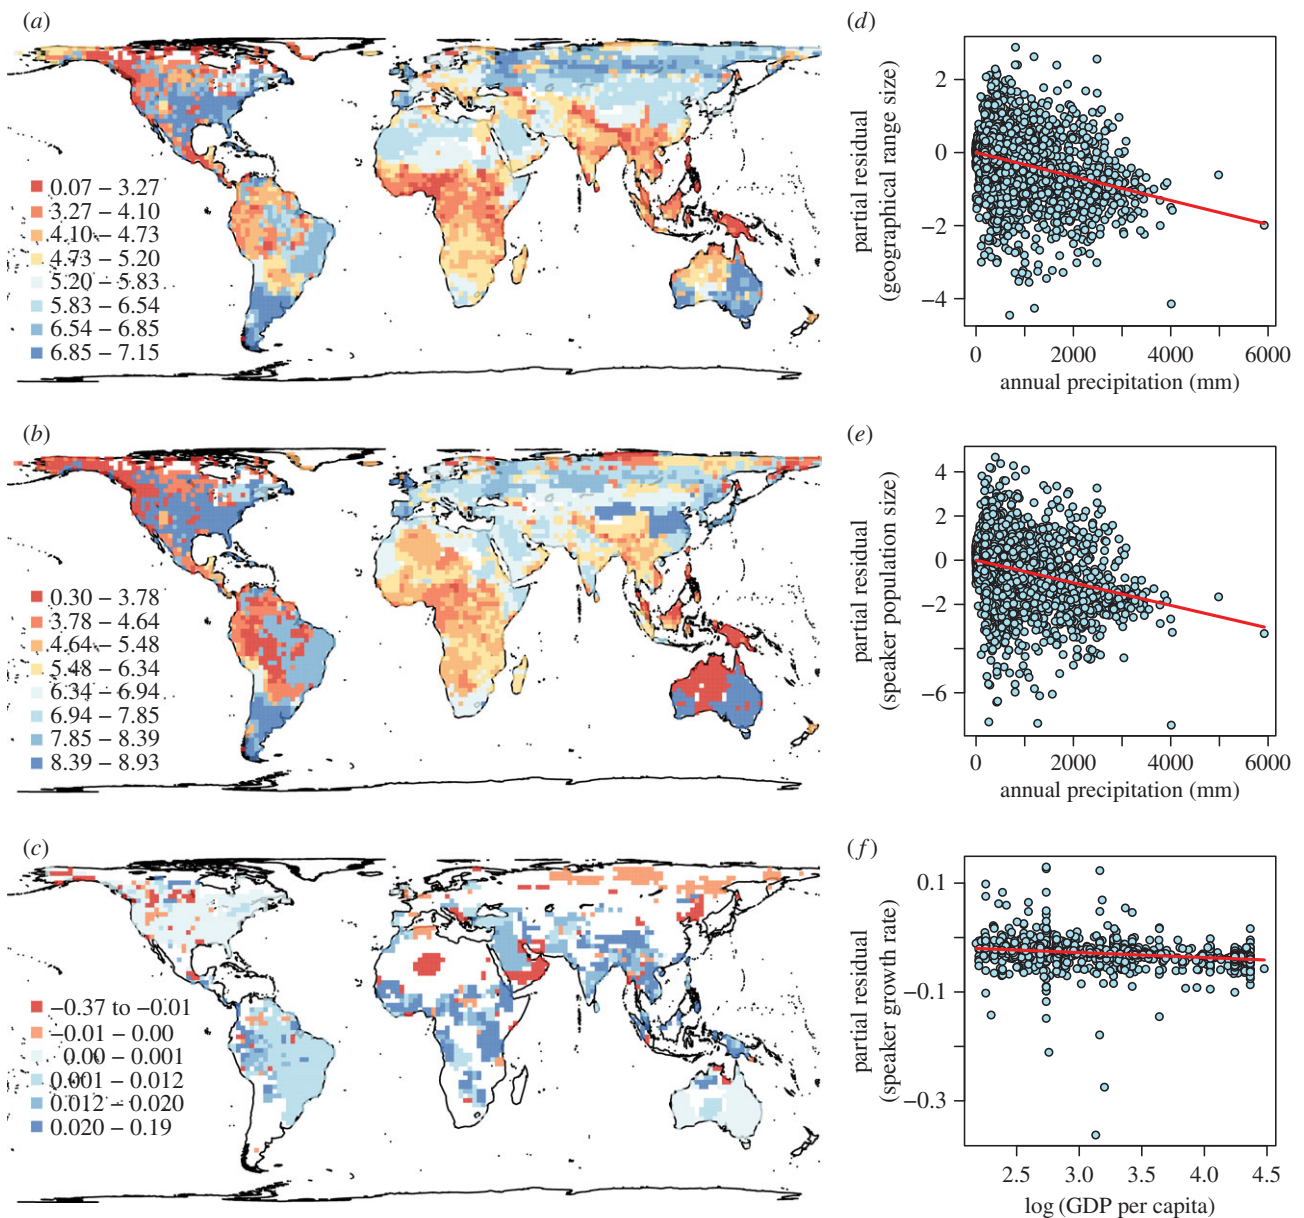 (a)
0.07 – 3.27
3.27 – 4.10
4.10 – 4.73
4.73 – 5.20
5.20 – 5.83
5.83 – 6.54
6.54 – 6.85
6.85 – 7.15
(d)
2
0
−2
−4
partial residual
(geographical range size)
0 2000 4000 6000
annual precipitation (mm)
(b)
0.30 – 3.78
3.78 – 4.64
4.64 – 5.48
5.48 – 6.34
6.34 – 6.94
6.94 – 7.85
7.85 – 8.39
8.39 – 8.93
(e)
4
2
0
−2
−6
partial residual
(speaker population size)
0 2000 4000 6000
annual precipitation (mm)
(c)
−0.37 to −0.01
−0.01 – 0.00
0.00 – 0.001
0.001 – 0.012
0.012 – 0.020
0.020 – 0.19
(f)
0.1
−0.1
−0.3
partial residual
(speaker growth rate)
2.5 3.0 3.5 4.0 4.5
log (GDP per capita)